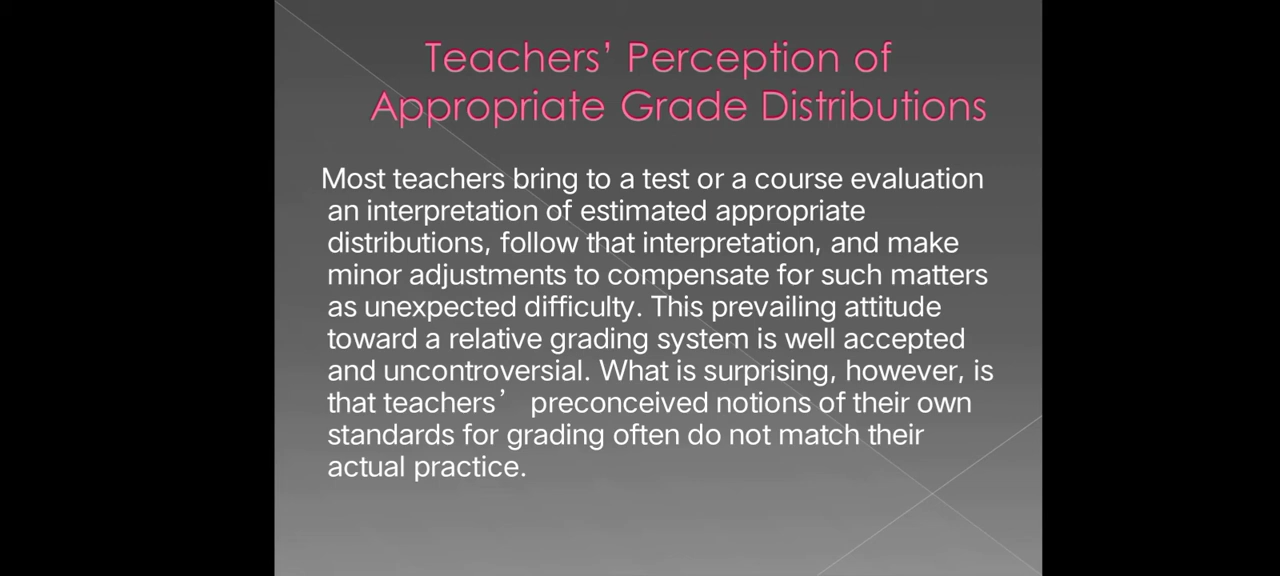 Teachers’ Perception of
Appropriate Grade Distributions
Most teachers bring to a test or a course evaluation
an interpretation of estimated appropriate
distributions, follow that interpretation, and make
minor adjustments to compensate for such matters
as unexpected difficulty. This prevailing attitude
toward a relative grading system is well accepted
and uncontroversial. What is surprising, however, is
that teachers’ preconceived notions of their own
standards for grading often do not match their
actual practice.